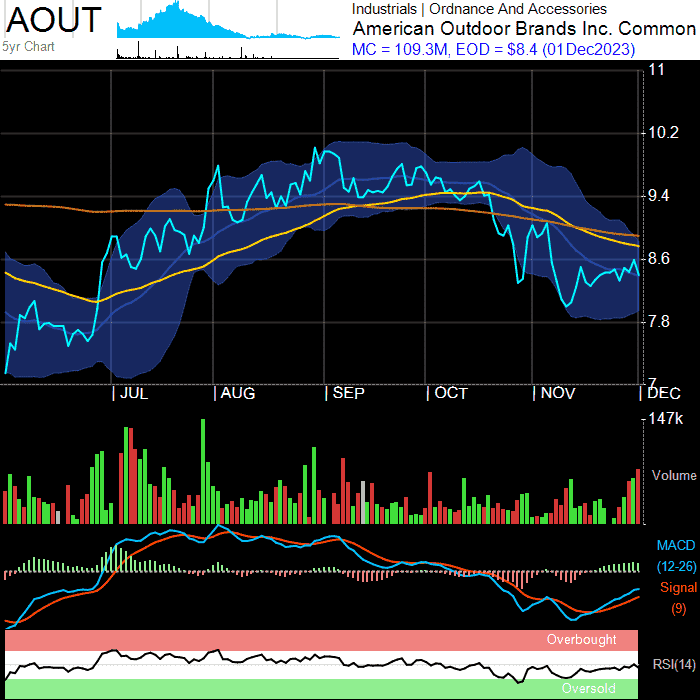 AOUT
5yr Chart
Industrials | Ordnance And Accessories
American Outdoor Brands Inc. Common
MC = 109.3M, EOD = $8.4 (01Dec2023)
11
10.2
9.4
8.6
7.8
7
| JUL | AUG | SEP | OCT | NOV | DEC
147k
Volume
MACD
(12-26)
Signal
(9)
Overbought
RSI(14)
Oversold